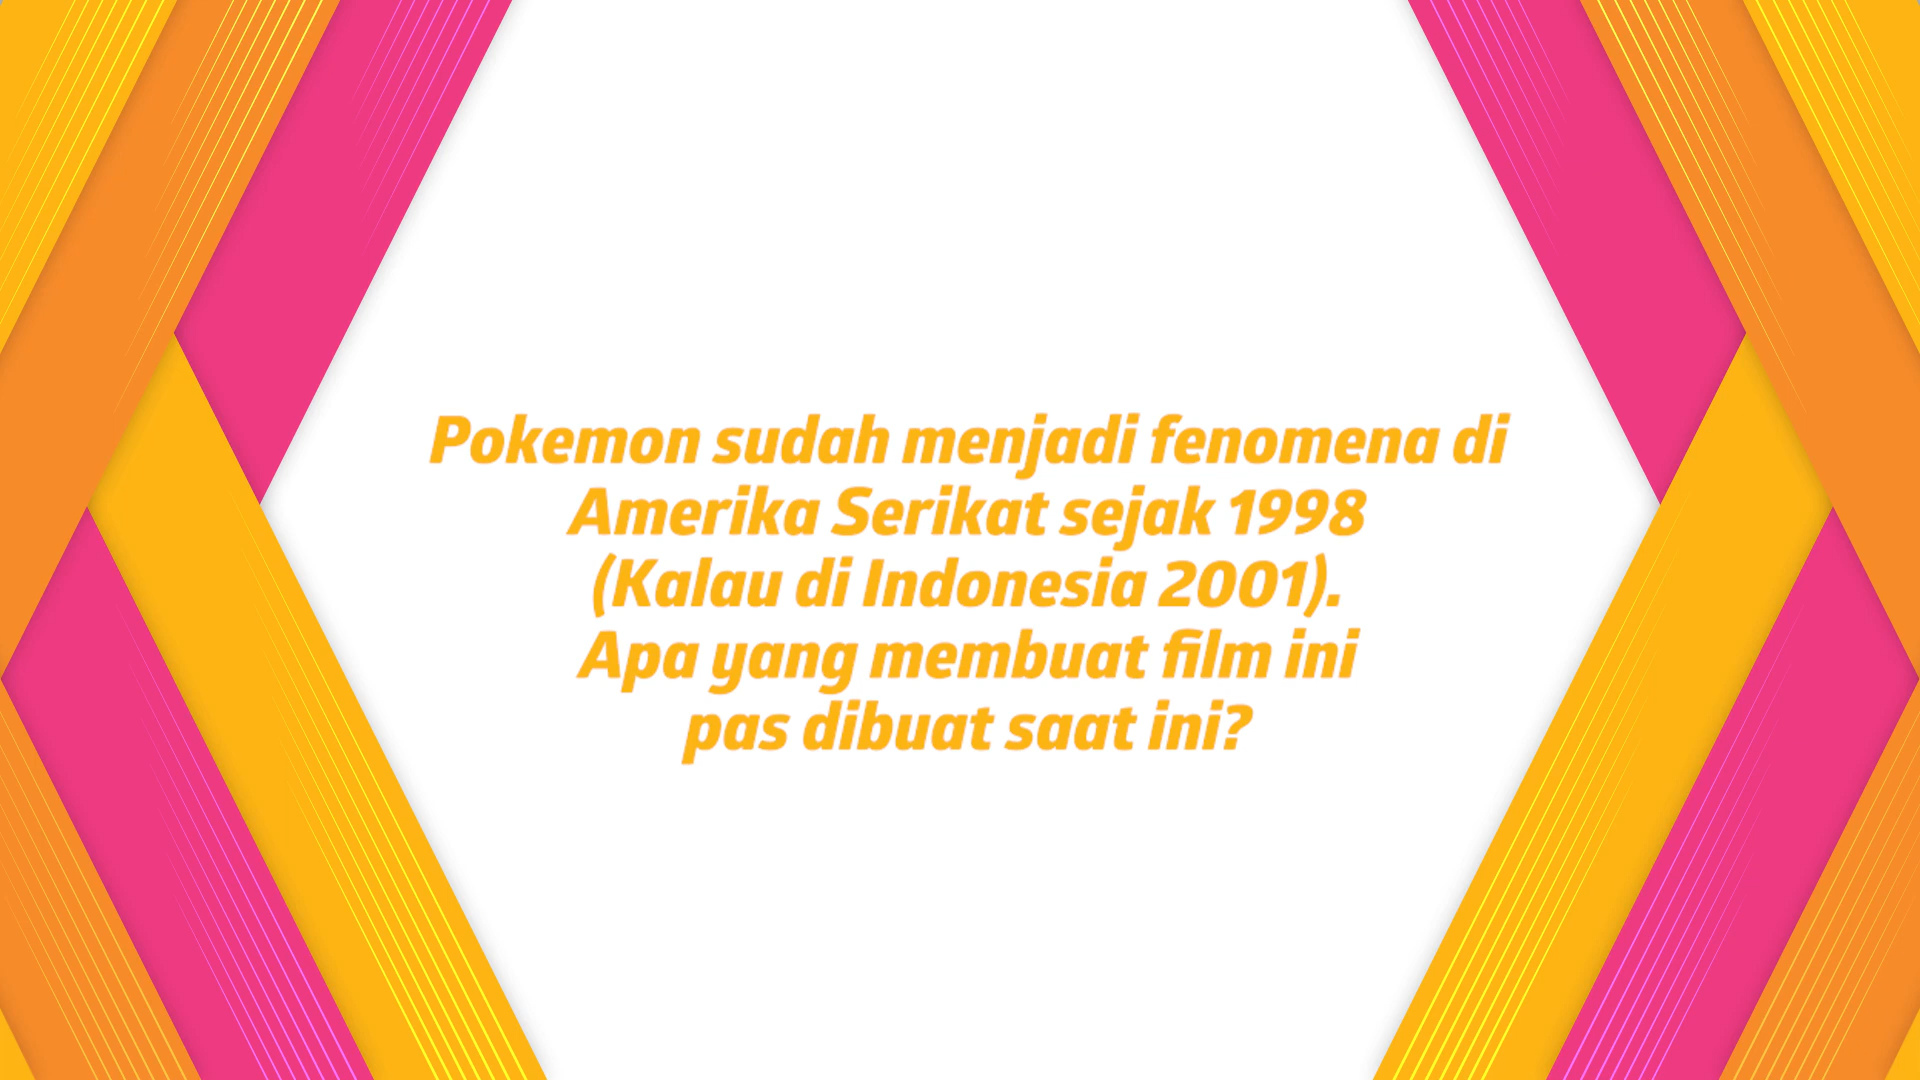 Pokemon sudah menjadi fenomena di
Amerika Serikat sejak 1998
(Kalau di Indonesia 2001).
Apa yang membuat film ini
pas dibuat saat ini?